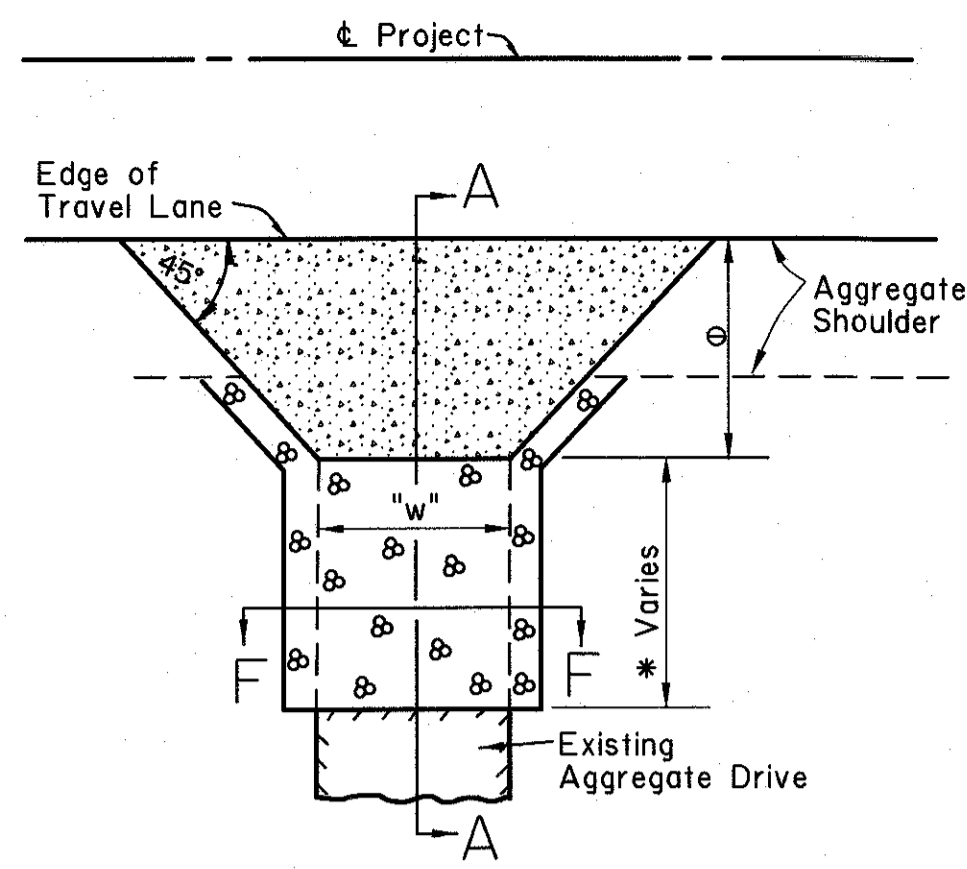 ℄ Project
A
Edge of
Travel Lane
45°
Aggregate
Shoulder
⊖
"w"
* Varies
F F
Existing
Aggregate Drive
A